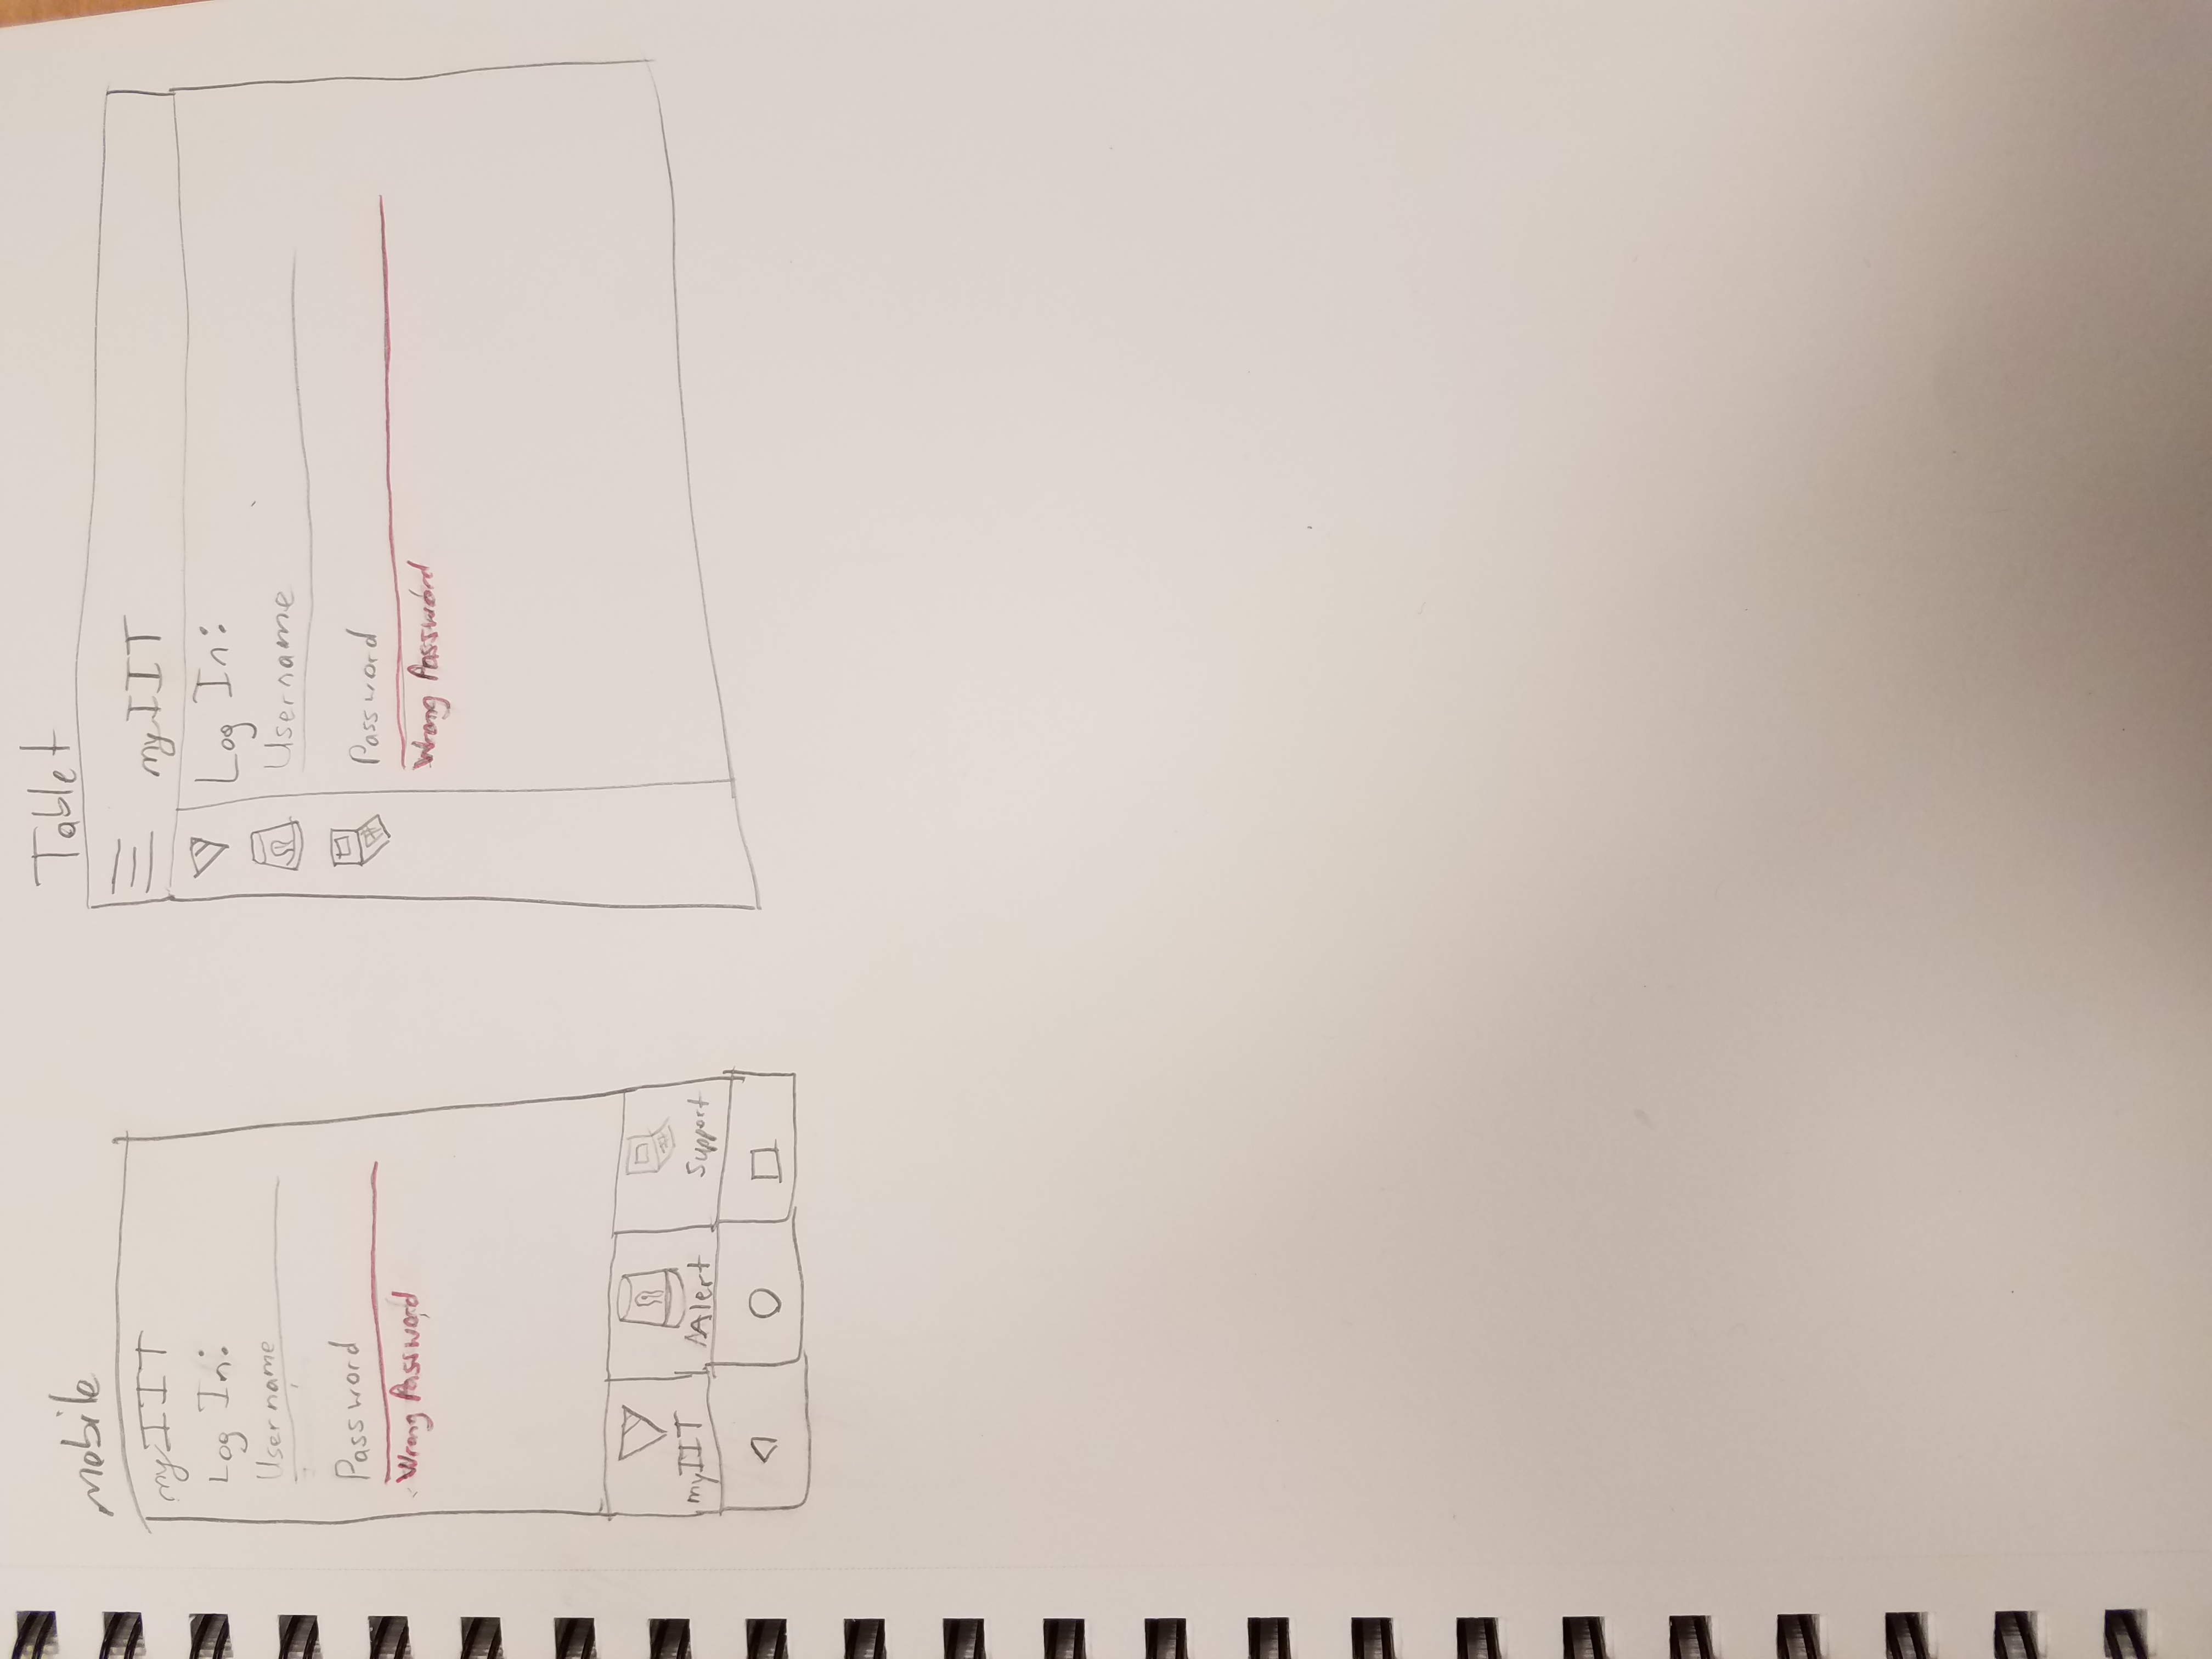 mobile
myIIT
Log In:
Username
Password
Wrong Password
myIIT
Alert
Support
Tablet
myIIT
Log In:
Username
Password
Wrong Password